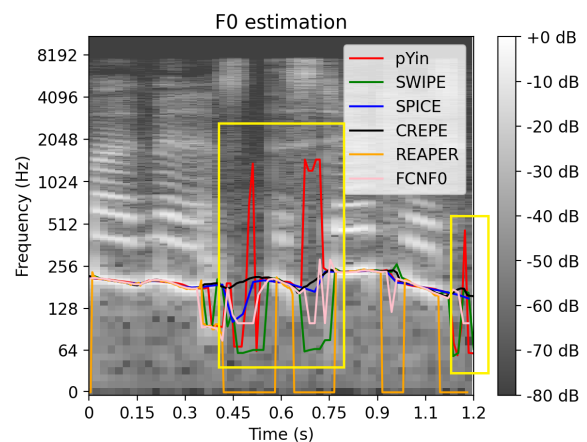 F0 estimation
pYin
SWIPE
SPICE
CREPE
REAPER
FCNF0
Frequency (Hz)
8192
4096
2048
1024
512
256
128
64
0
0 0.15 0.3 0.45 0.6 0.75 0.9 1.05 1.2
Time (s)
+0 dB
-10 dB
-20 dB
-30 dB
-40 dB
-50 dB
-60 dB
-70 dB
-80 dB